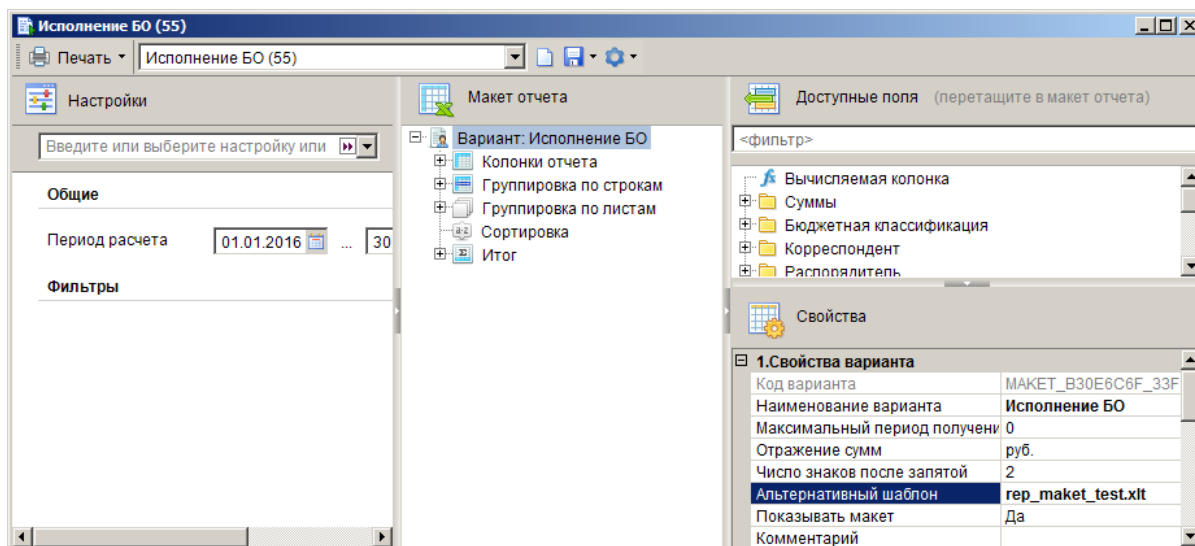 Исполнение БО (55)
Печать
Исполнение БО (55)
Настройки
Введите или выберите настройку или
Общие
Период расчета 01.01.2016 ... 30
Фильтры
Макет отчета
Вариант: Исполнение БО
Колонки отчета
Группировка по строкам
Группировка по листам
Сортировка
Итог
Доступные поля (перетащите в макет отчета)
<фильтр>
Вычисляемая колонка
Суммы
Бюджетная классификация
Корреспондент
Распорядитель
Свойства
1.Свойства варианта
Код варианта MAKET_B30E6C6F_33F
Наименование варианта Исполнение БО
Максимальный период получени 0
Отражение сумм руб.
Число знаков после запятой 2
Альтернативный шаблон rep_maket_test.xlt
Показывать макет Да
Комментарий